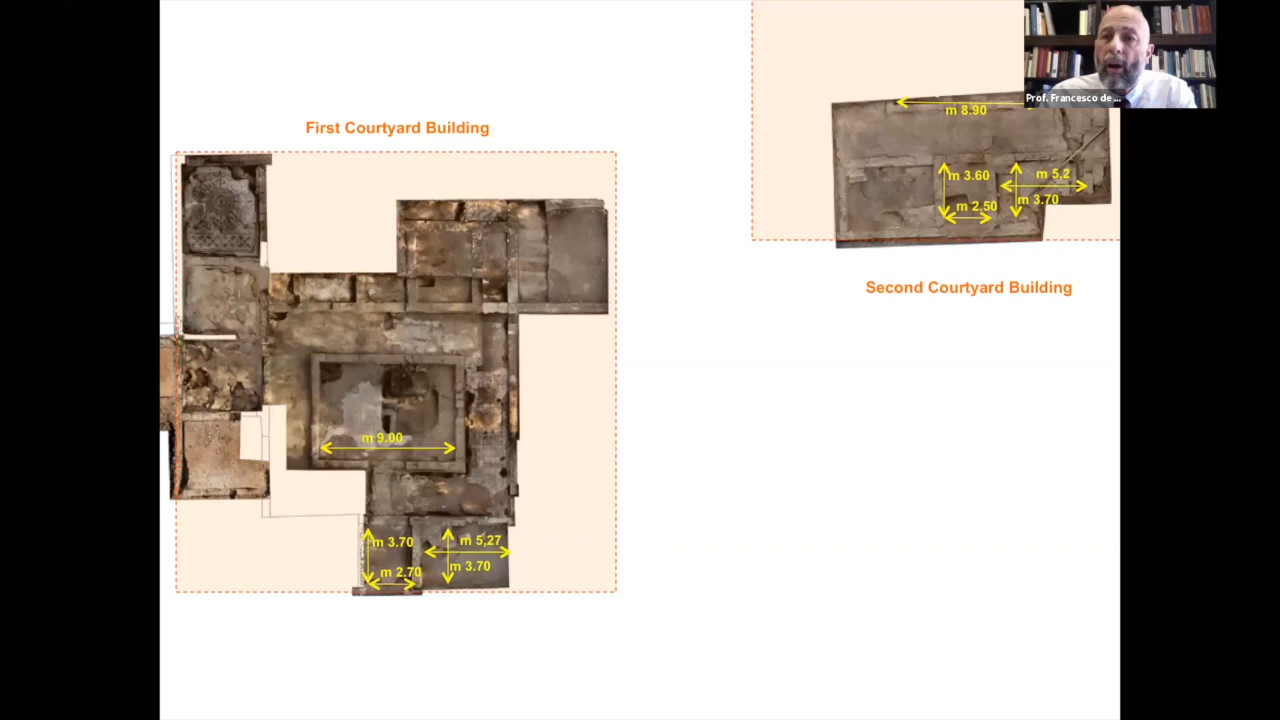 Prof. Francesco de ...
m 8.90
First Courtyard Building
m 3.60
m 5,2
m 3.70
m 2.50
Second Courtyard Building
m 9.00
m 3.70
m 5,27
m 3.70
m 2.70